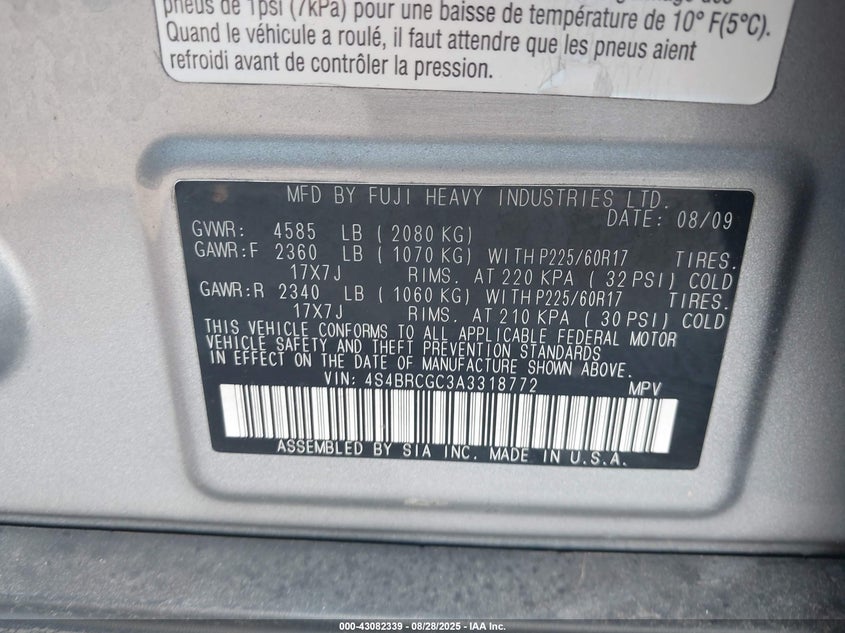 pneus de 1psi (7kPa) pour une baisse de température de 10° F(5°C).
Quand le véhicule a roulé, il faut attendre que les pneus aient
refroidi avant de contrôler la pression.
MFD BY FUJI HEAVY INDUSTRIES LTD.
DATE: 08/09
GVWR: 4585 LB ( 2080 KG)
GAWR:F 2360 LB ( 1070 KG) WITH P225/60R17 TIRES.
17X7J RIMS. AT 220 KPA ( 32 PSI) COLD
GAWR:R 2340 LB ( 1060 KG) WITH P225/60R17 TIRES.
17X7J RIMS. AT 210 KPA ( 30 PSI) COLD
THIS VEHICLE CONFORMS TO ALL APPLICABLE FEDERAL MOTOR
VEHICLE SAFETY AND THEFT PREVENTION STANDARDS
IN EFFECT ON THE DATE OF MANUFACTURE SHOWN ABOVE.
VIN: 4S4BRCGC3A3318772 MPV
ASSEMBLED BY SIA INC. MADE IN U.S.A.
000-43082339 - 08/28/2025 - IAA Inc.